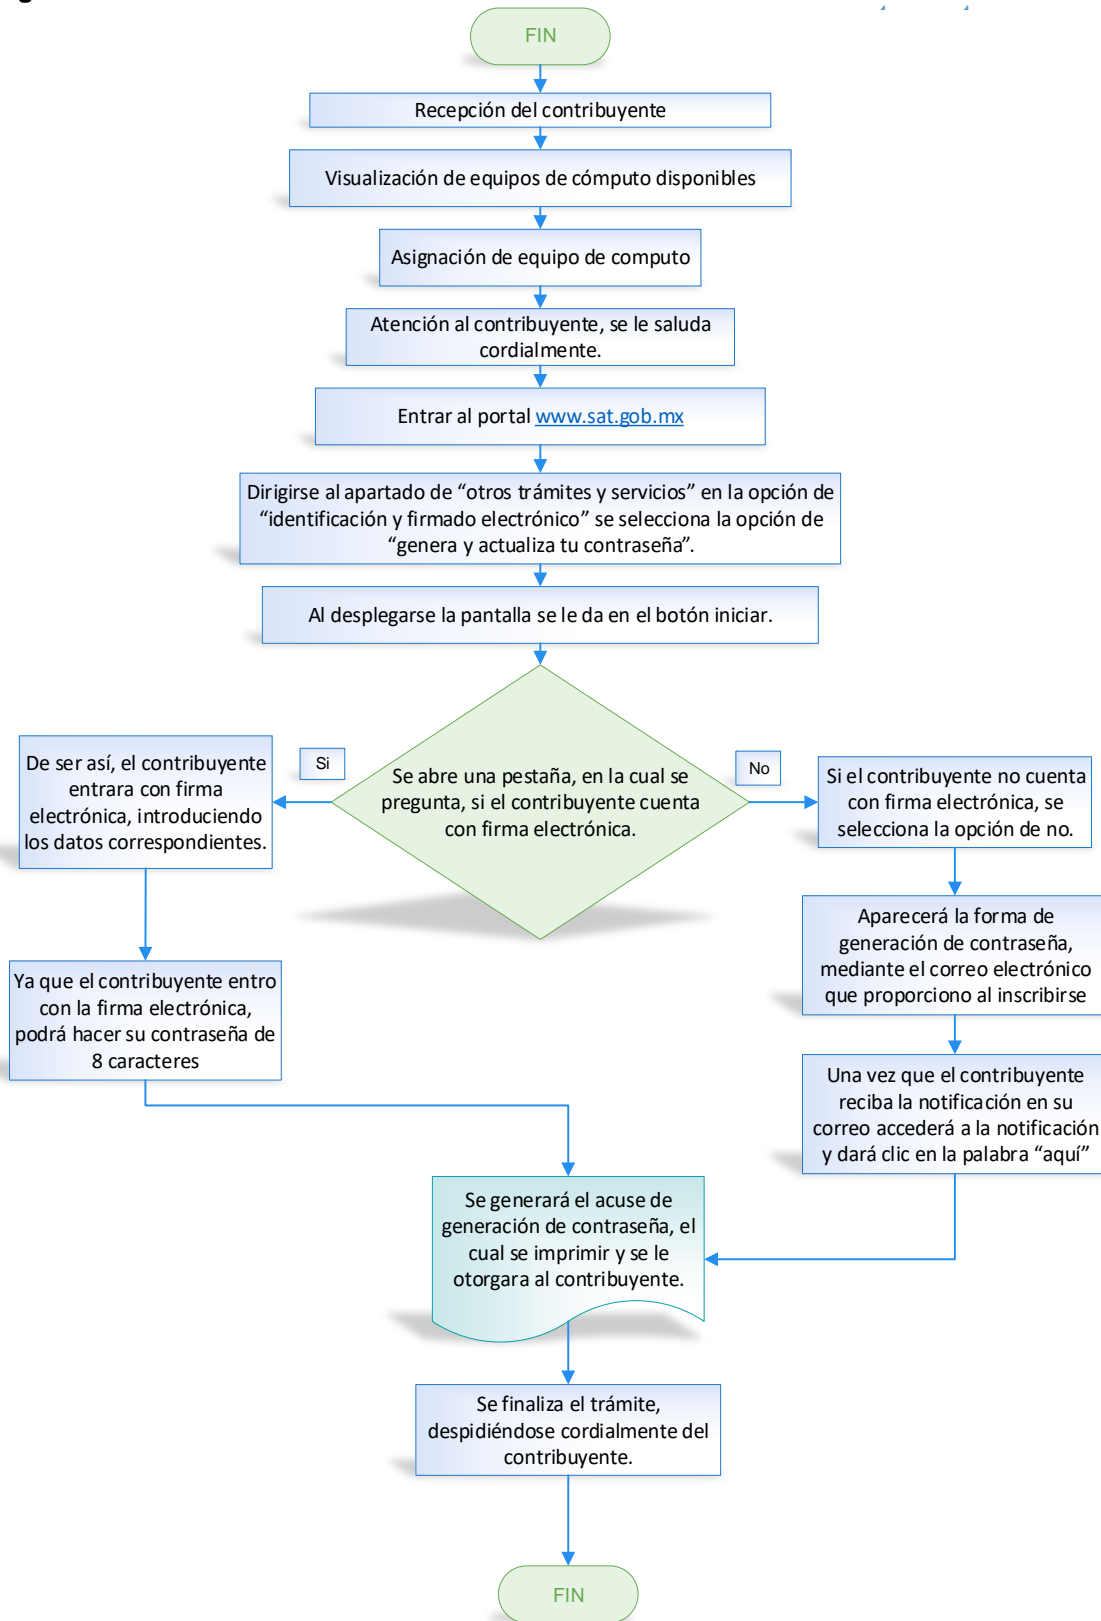 FIN
Recepción del contribuyente
Visualización de equipos de cómputo disponibles
Asignación de equipo de computo
Atención al contribuyente, se le saluda
cordialmente.
Entrar al portal www.sat.gob.mx
Dirigirse al apartado de “otros trámites y servicios” en la opción de
“identificación y firmado electrónico” se selecciona la opción de
“genera y actualiza tu contraseña”.
Al desplegarse la pantalla se le da en el botón iniciar.
Se abre una pestaña, en la cual se
pregunta, si el contribuyente cuenta
con firma electrónica.
Si
De ser así, el contribuyente
entrara con firma
electrónica, introduciendo
los datos correspondientes.
Ya que el contribuyente entro
con la firma electrónica,
podrá hacer su contraseña de
8 caracteres
No
Si el contribuyente no cuenta
con firma electrónica, se
selecciona la opción de no.
Aparecerá la forma de
generación de contraseña,
mediante el correo electrónico
que proporciono al inscribirse
Una vez que el contribuyente
reciba la notificación en su
correo accederá a la notificación
y dará clic en la palabra “aquí”
Se generará el acuse de
generación de contraseña, el
cual se imprimir y se le
otorgara al contribuyente.
Se finaliza el trámite,
despidiéndose cordialmente del
contribuyente.
FIN